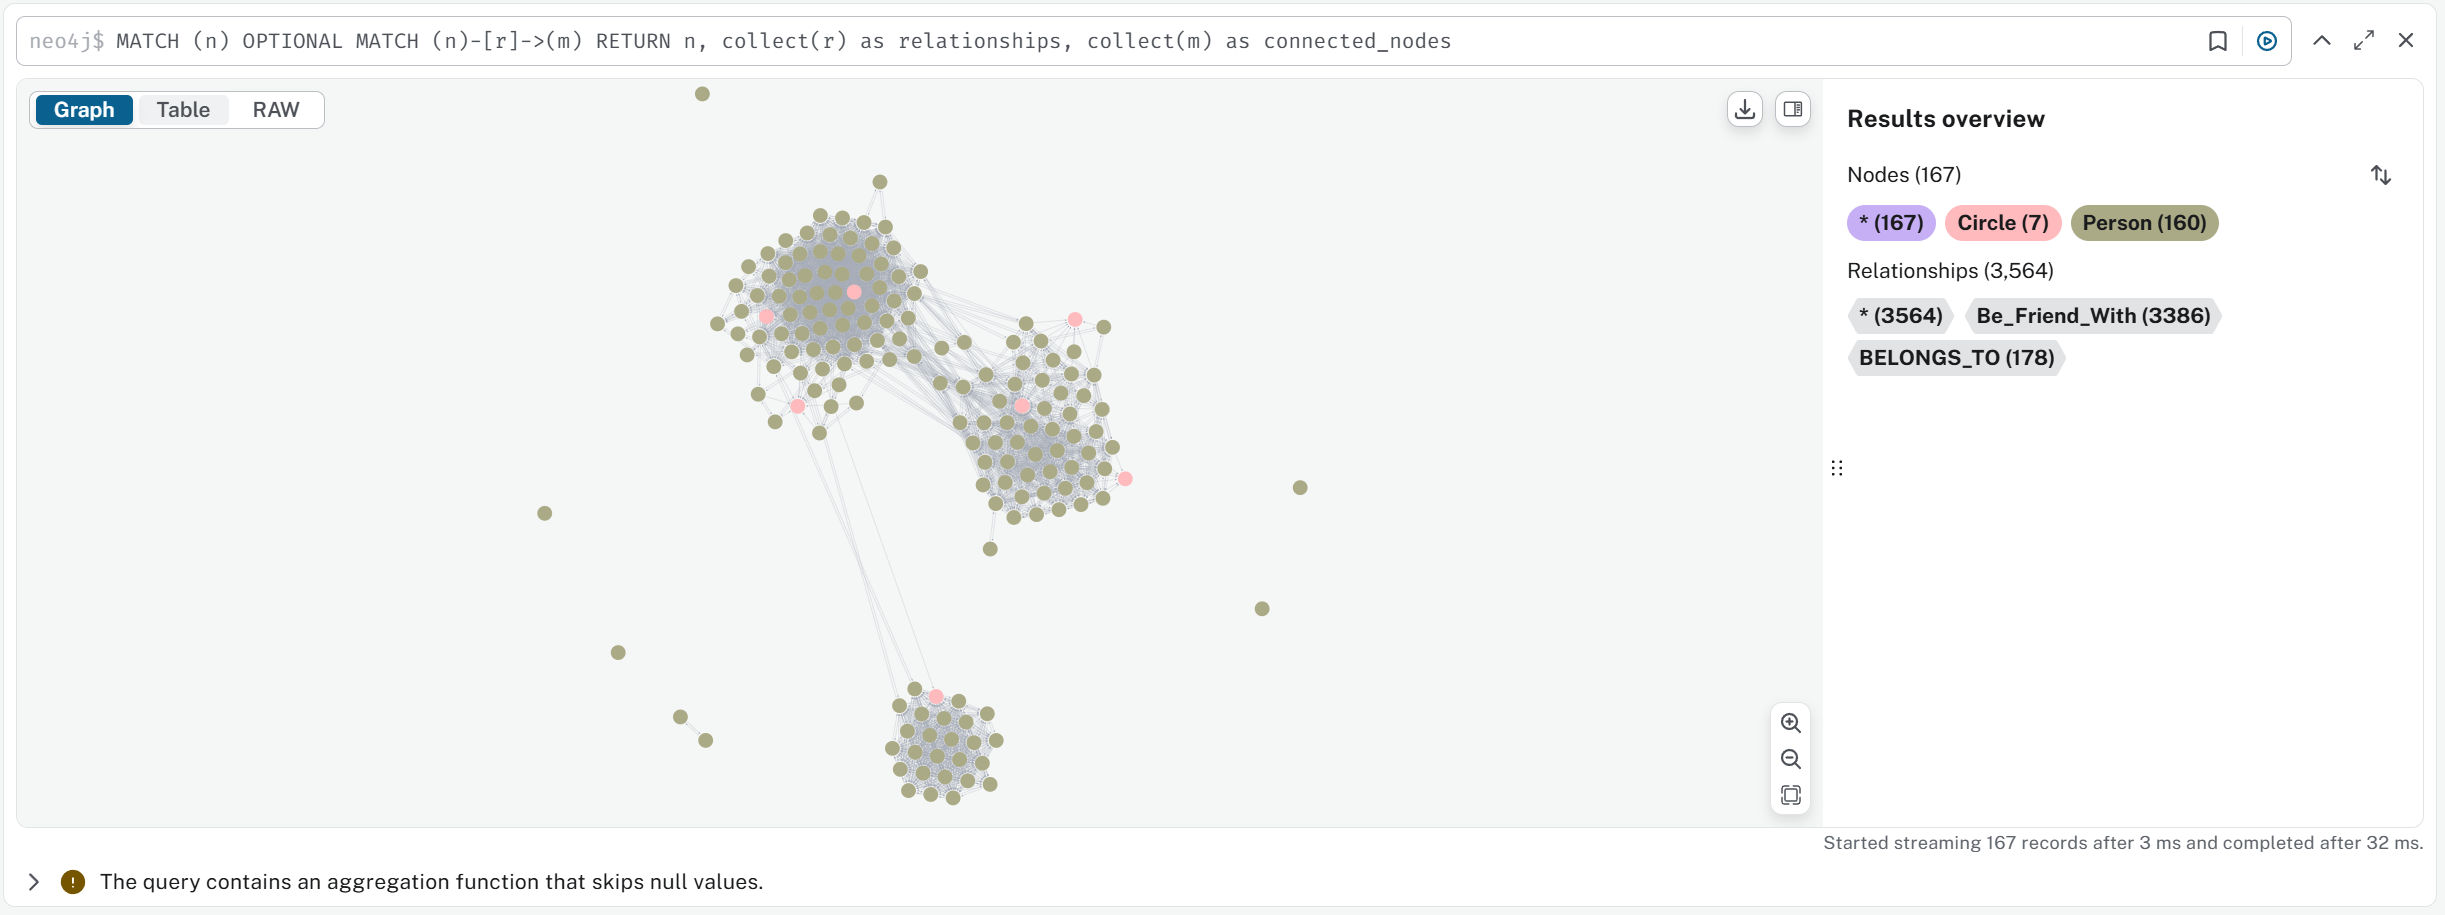 neo4j$ MATCH (n) OPTIONAL MATCH (n)-[r]->(m) RETURN n, collect(r) as relationships, collect(m) as connected_nodes
Graph Table RAW
Results overview
Nodes (167)
* (167) Circle (7) Person (160)
Relationships (3,564)
* (3564) Be_Friend_With (3386)
BELONGS_TO (178)
Started streaming 167 records after 3 ms and completed after 32 ms.
The query contains an aggregation function that skips null values.